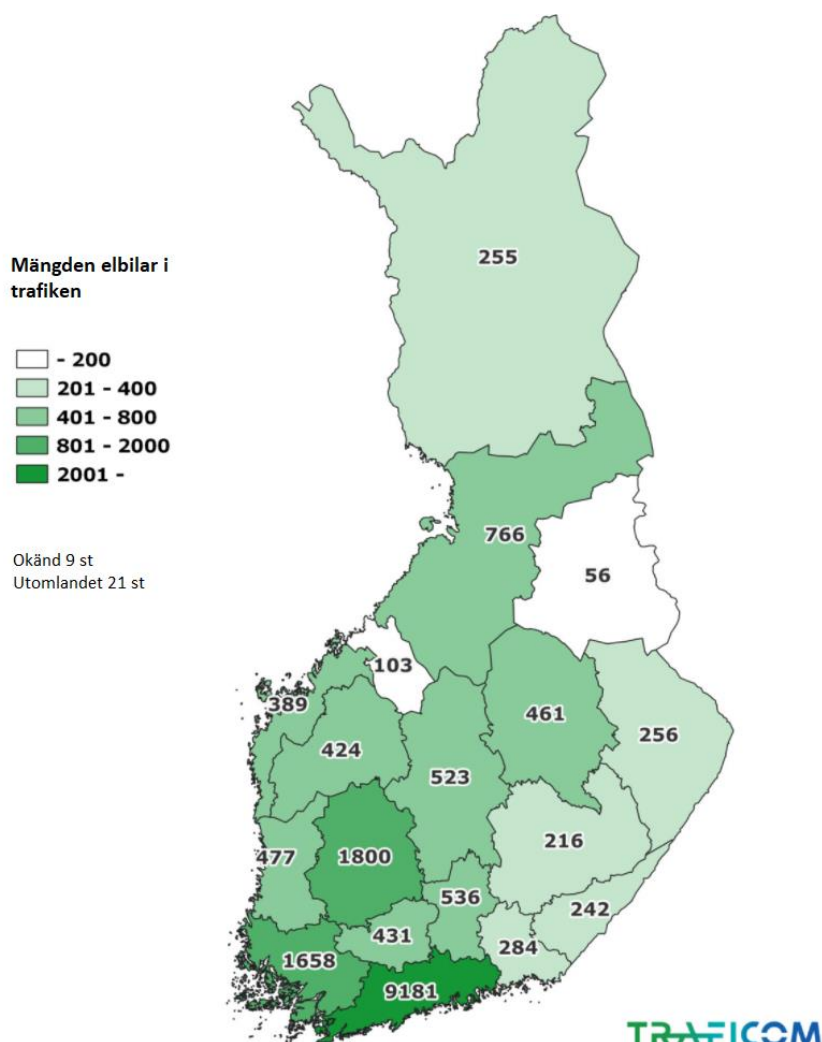 255
Mängden elbilar i
trafiken
- 200
201 - 400
401 - 800
801 - 2000
2001 -
766
Okänd 9 st
Utomlandet 21 st
56
103
389
461
256
424
523
216
477
1800
536
242
431
284
1658
9181
TRAFICOM